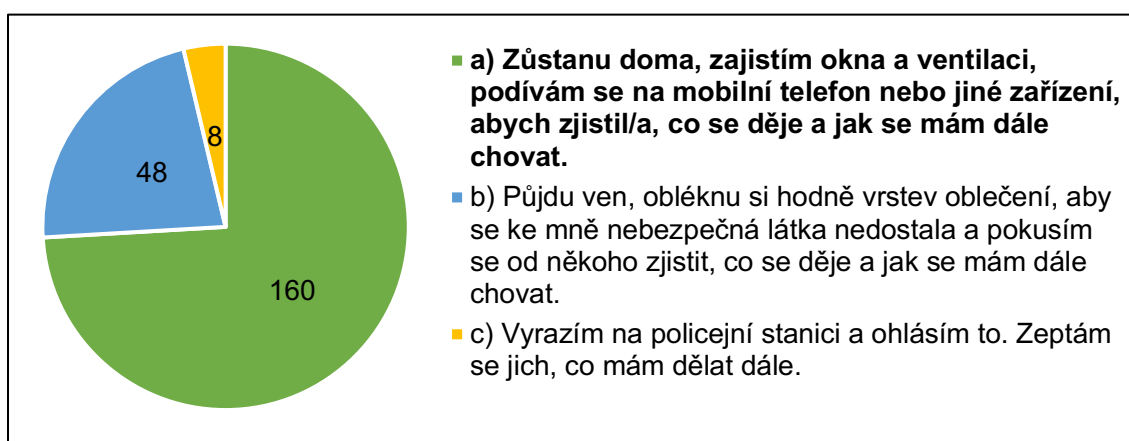 8
48
160
a) Zůstanu doma, zajistím okna a ventilaci,
podívám se na mobilní telefon nebo jiné zařízení,
abych zjistil/a, co se děje a jak se mám dále
chovat.
b) Půjdu ven, obléknu si hodně vrstev oblečení, aby
se ke mně nebezpečná látka nedostala a pokusím
se od někoho zjistit, co se děje a jak se mám dále
chovat.
c) Vyrazím na policejní stanici a ohlásím to. Zeptám
se jich, co mám dělat dále.